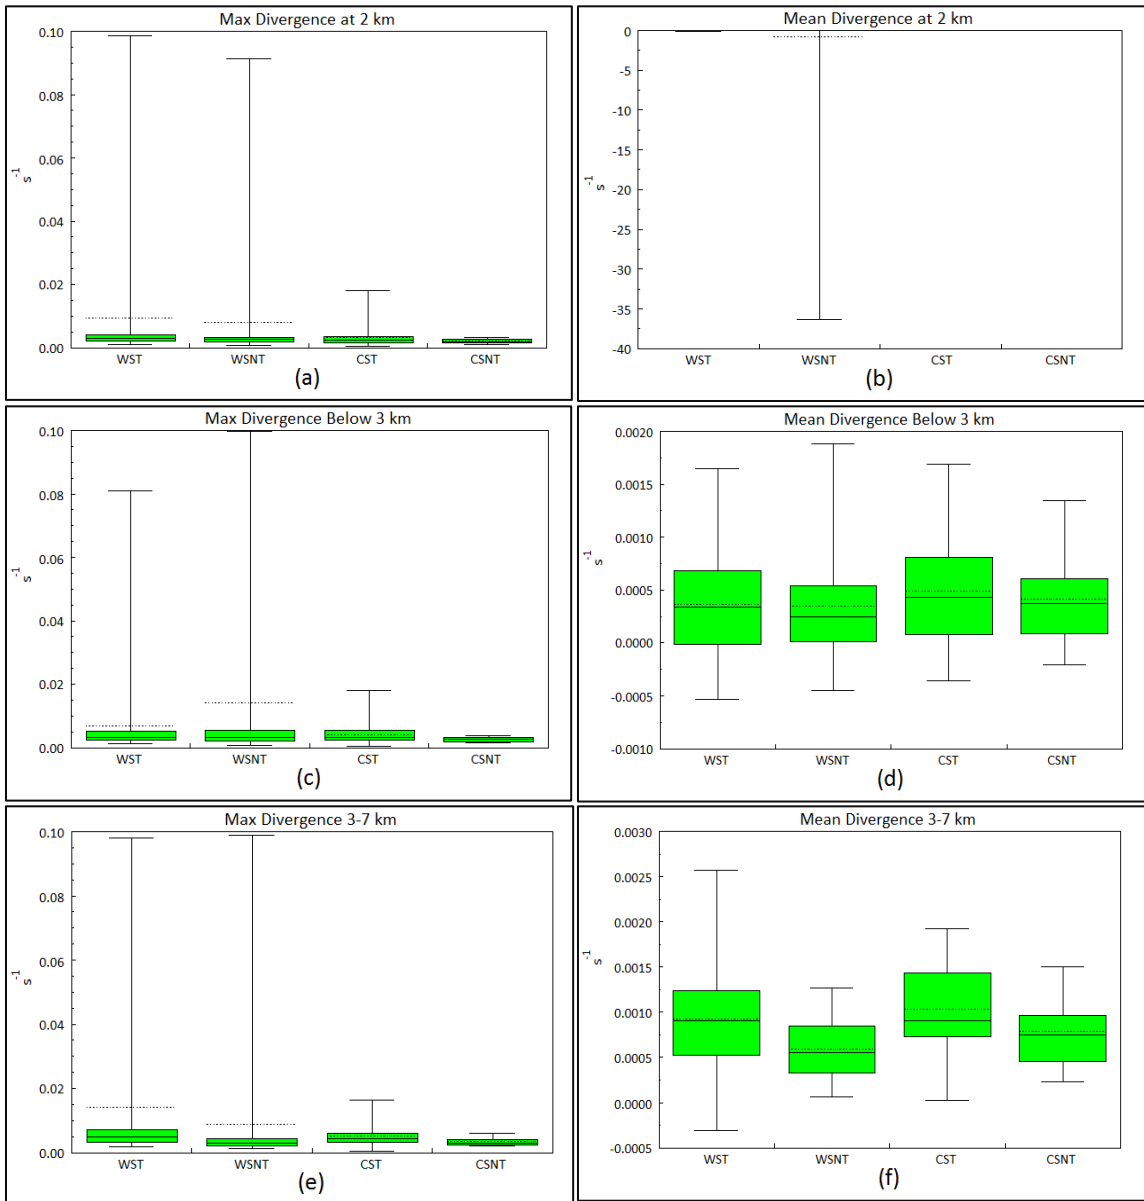 Max Divergence at 2 km
0.10
0.08
0.06
0.04
0.02
0.00
s⁻¹
WST WSNT CST CSNT
(a)
Mean Divergence at 2 km
0
-5
-10
-15
-20
-25
-30
-35
-40
s⁻¹
WST WSNT CST CSNT
(b)
Max Divergence Below 3 km
0.10
0.08
0.06
0.04
0.02
0.00
s⁻¹
WST WSNT CST CSNT
(c)
Mean Divergence Below 3 km
0.0020
0.0015
0.0010
0.0005
0.0000
-0.0005
-0.0010
s⁻¹
WST WSNT CST CSNT
(d)
Max Divergence 3-7 km
0.10
0.08
0.06
0.04
0.02
0.00
s⁻¹
WST WSNT CST CSNT
(e)
Mean Divergence 3-7 km
0.0030
0.0025
0.0020
0.0015
0.0010
0.0005
0.0000
-0.0005
s⁻¹
WST WSNT CST CSNT
(f)